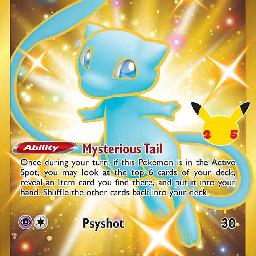 Ability Mysterious Tail
Once during your turn, if this Pokémon is in the Active
Spot, you may look at the top 6 cards of your deck,
reveal an Item card you find there, and put it into your
hand. Shuffle the other cards back into your deck.
Psyshot 30
25